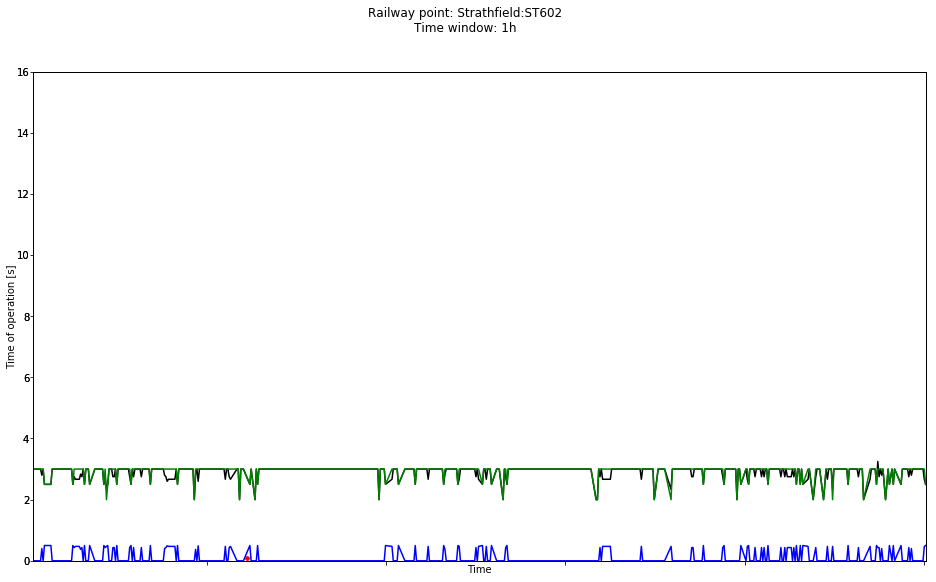 Railway point: Strathfield:ST602
Time window: 1h
16
14
12
10
8
6
4
2
0
Time of operation [s]
Time